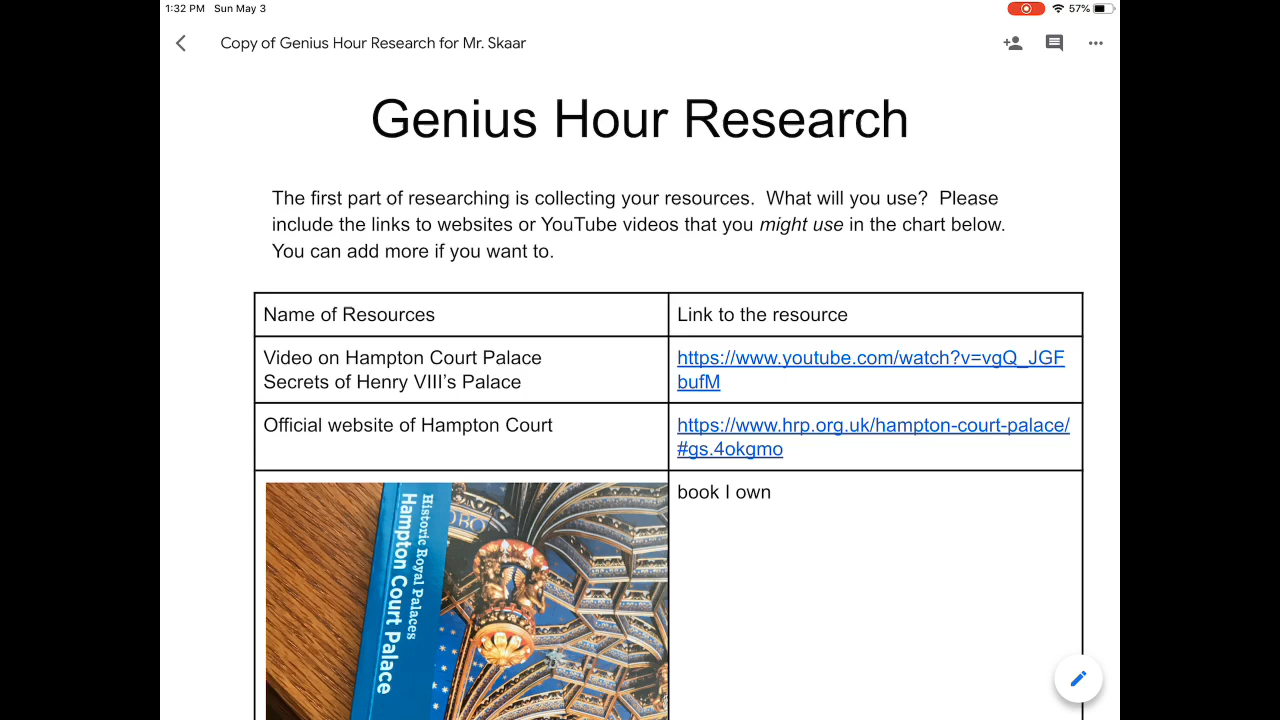 1:32 PM Sun May 3
57%
Copy of Genius Hour Research for Mr. Skaar
Genius Hour Research
The first part of researching is collecting your resources. What will you use? Please
include the links to websites or YouTube videos that you might use in the chart below.
You can add more if you want to.
Name of Resources
Link to the resource
Video on Hampton Court Palace
Secrets of Henry VIII's Palace
https://www.youtube.com/watch?v=vgQ_JGF
bufM
Official website of Hampton Court
https://www.hrp.org.uk/hampton-court-palace/
#gs.4okgmo
Historic Royal Palaces
Hampton Court Palace
book I own